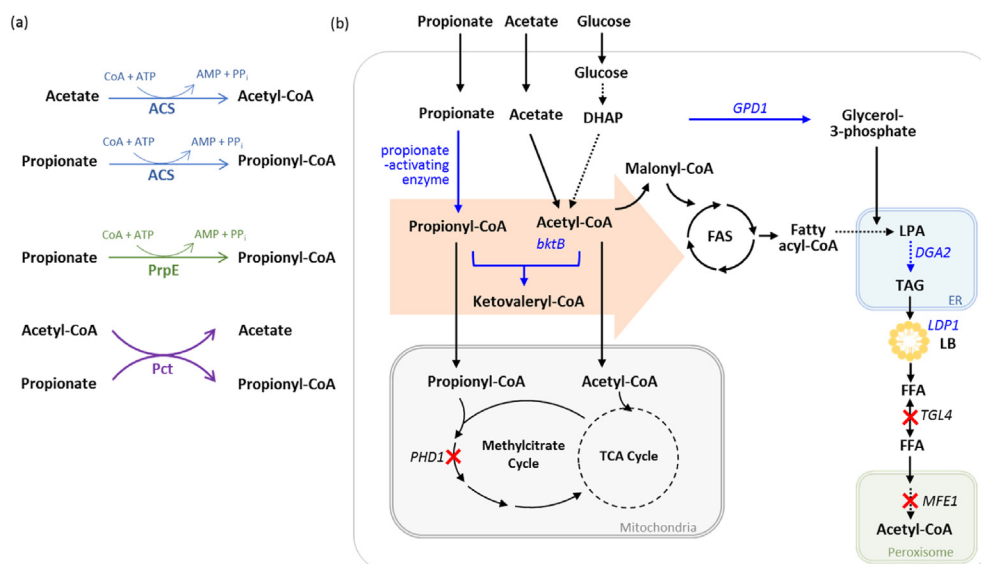 (a)
CoA + ATP AMP + PPi
Acetate Acetyl-CoA
ACS
CoA + ATP AMP + PPi
Propionate Propionyl-CoA
ACS
CoA + ATP AMP + PPi
Propionate Propionyl-CoA
PrpE
Acetyl-CoA Acetate
Pct
Propionate Propionyl-CoA
(b)
Propionate Acetate Glucose
Glucose
Propionate Acetate DHAP
GPD1
Glycerol-
3-phosphate
propionate
-activating
enzyme
Malonyl-CoA
Propionyl-CoA Acetyl-CoA
bktB
FAS
Fatty
acyl-CoA
LPA
DGA2
TAG
ER
Ketovaleryl-CoA
LDP1
LB
FFA
TGL4
FFA
MFE1
Acetyl-CoA
Peroxisome
Propionyl-CoA Acetyl-CoA
PHD1
Methylcitrate
Cycle
TCA Cycle
Mitochondria